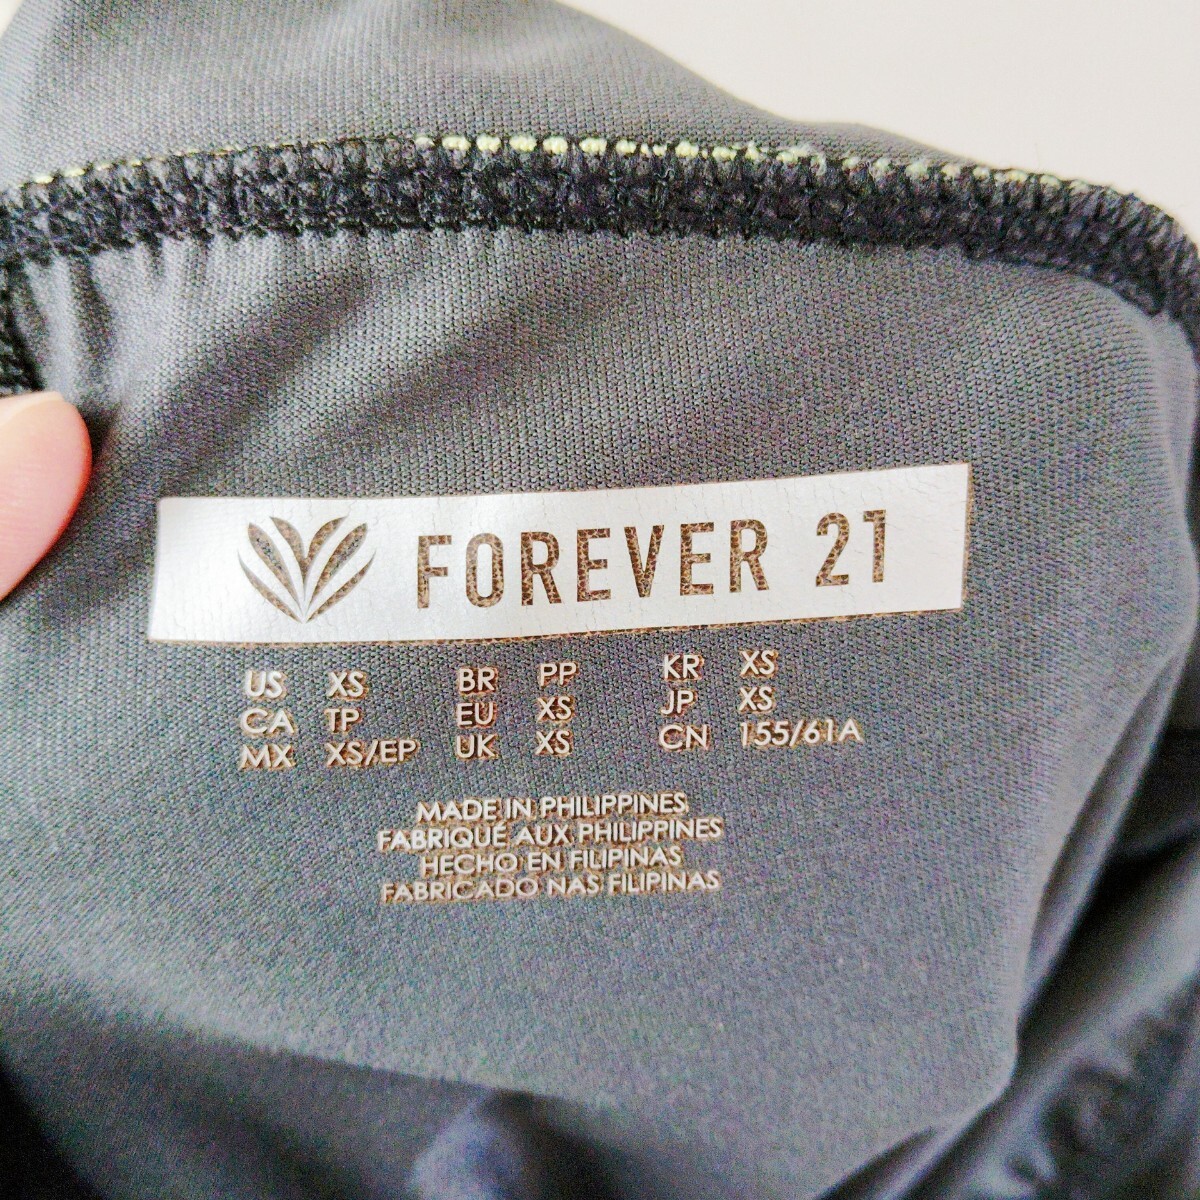 FOREVER 21
US XS BR PP KR XS
CA TP EU XS JP XS
MX XS/EP UK XS CN 155/61A
MADE IN PHILIPPINES
FABRIQUÉ AUX PHILIPPINES
HECHO EN FILIPINAS
FABRICADO NAS FILIPINAS